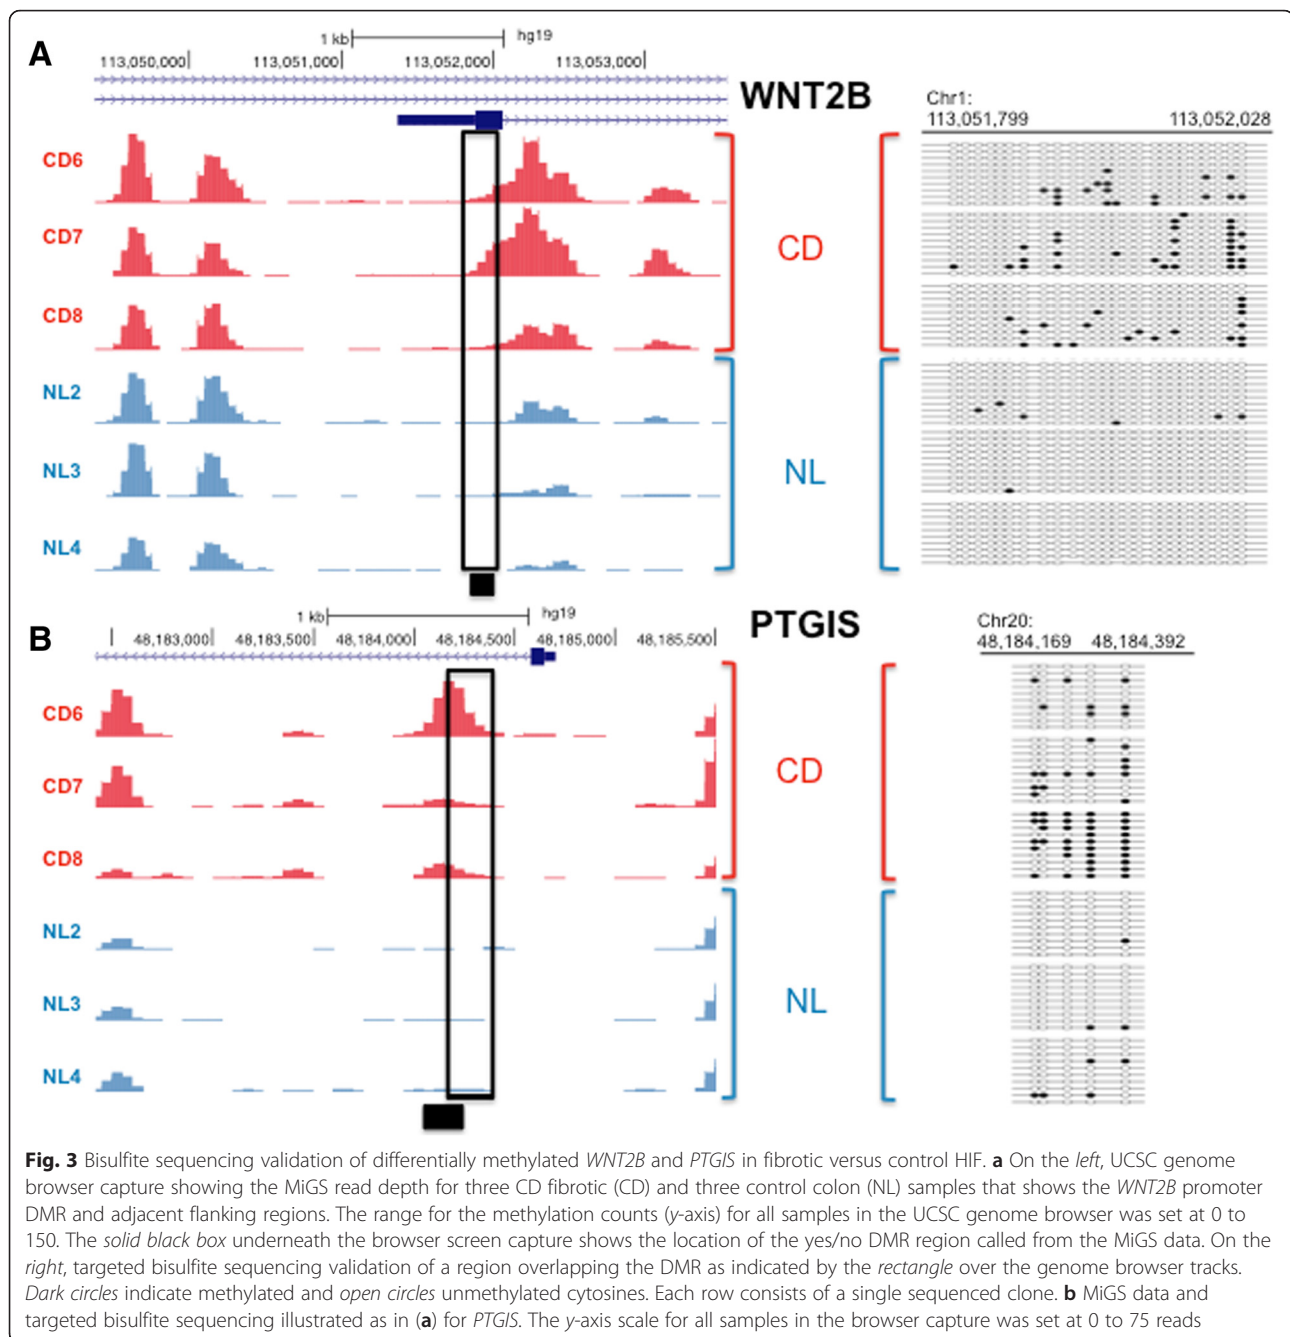 A
1 kb
hg19
113,050,000
113,051,000
113,052,000
113,053,000
WNT2B
Chr1:
113,051,799
113,052,028
CD6
CD7
CD
CD8
NL2
NL3
NL
NL4
B
1 kb
hg19
PTGIS
48,183,000
48,183,500
48,184,000
48,184,500
48,185,000
48,185,500
Chr20:
48,184,169
48,184,392
CD6
CD7
CD
CD8
NL2
NL3
NL
NL4
Fig. 3 Bisulfite sequencing validation of differentially methylated WNT2B and PTGIS in fibrotic versus control HIF. a On the left, UCSC genome
browser capture showing the MiGS read depth for three CD fibrotic (CD) and three control colon (NL) samples that shows the WNT2B promoter
DMR and adjacent flanking regions. The range for the methylation counts (y-axis) for all samples in the UCSC genome browser was set at 0 to
150. The solid black box underneath the browser screen capture shows the location of the yes/no DMR region called from the MiGS data. On the
right, targeted bisulfite sequencing validation of a region overlapping the DMR as indicated by the rectangle over the genome browser tracks.
Dark circles indicate methylated and open circles unmethylated cytosines. Each row consists of a single sequenced clone. b MiGS data and
targeted bisulfite sequencing illustrated as in (a) for PTGIS. The y-axis scale for all samples in the browser capture was set at 0 to 75 reads